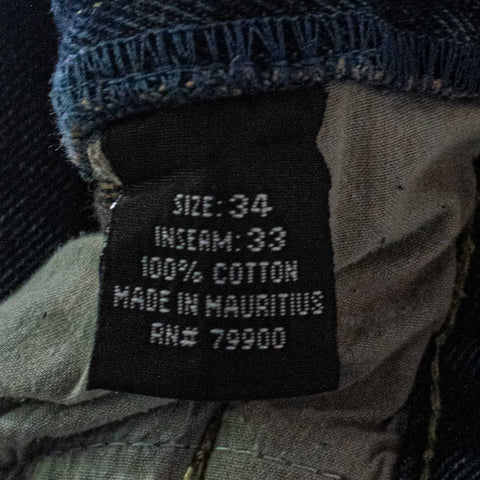 SIZE: 34
INSEAM: 33
100% COTTON
MADE IN MAURITIUS
RN# 79900